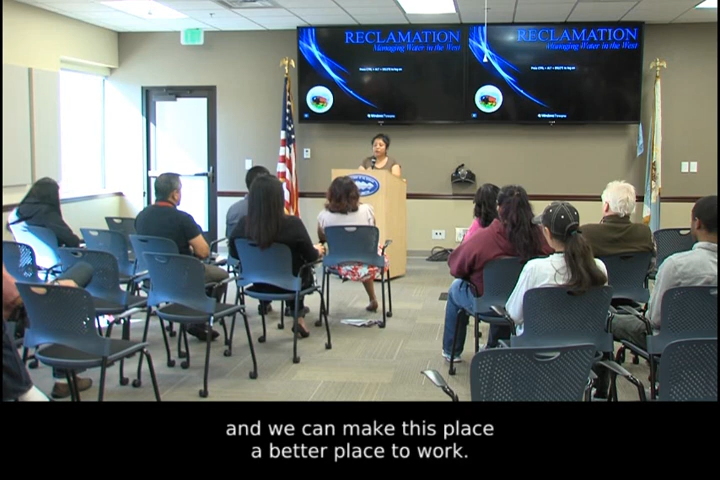 RECLAMATION
Managing Water in the West
RECLAMATION
Managing Water in the West
and we can make this place
a better place to work.